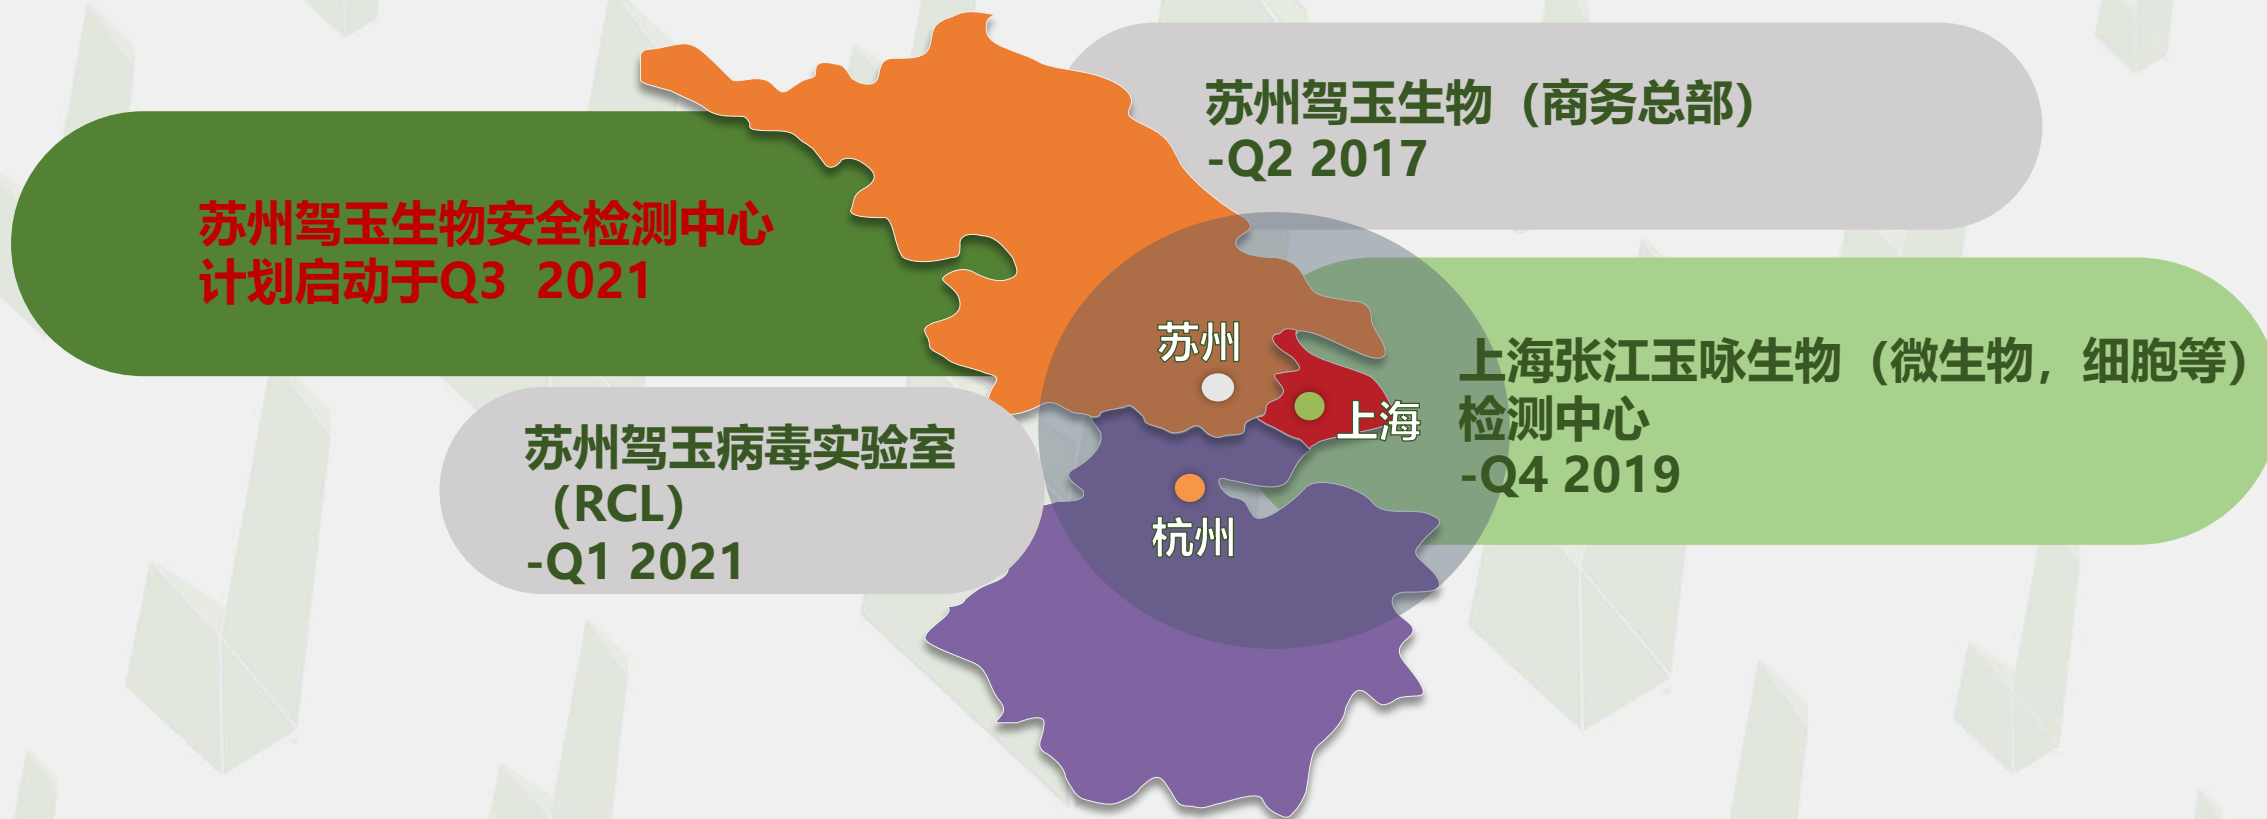 苏州驾玉生物（商务总部）
-Q2 2017
苏州驾玉生物安全检测中心
计划启动于Q3  2021
苏州
上海
杭州
上海张江玉咏生物（微生物，细胞等）
检测中心
-Q4 2019
苏州驾玉病毒实验室
（RCL）
-Q1 2021